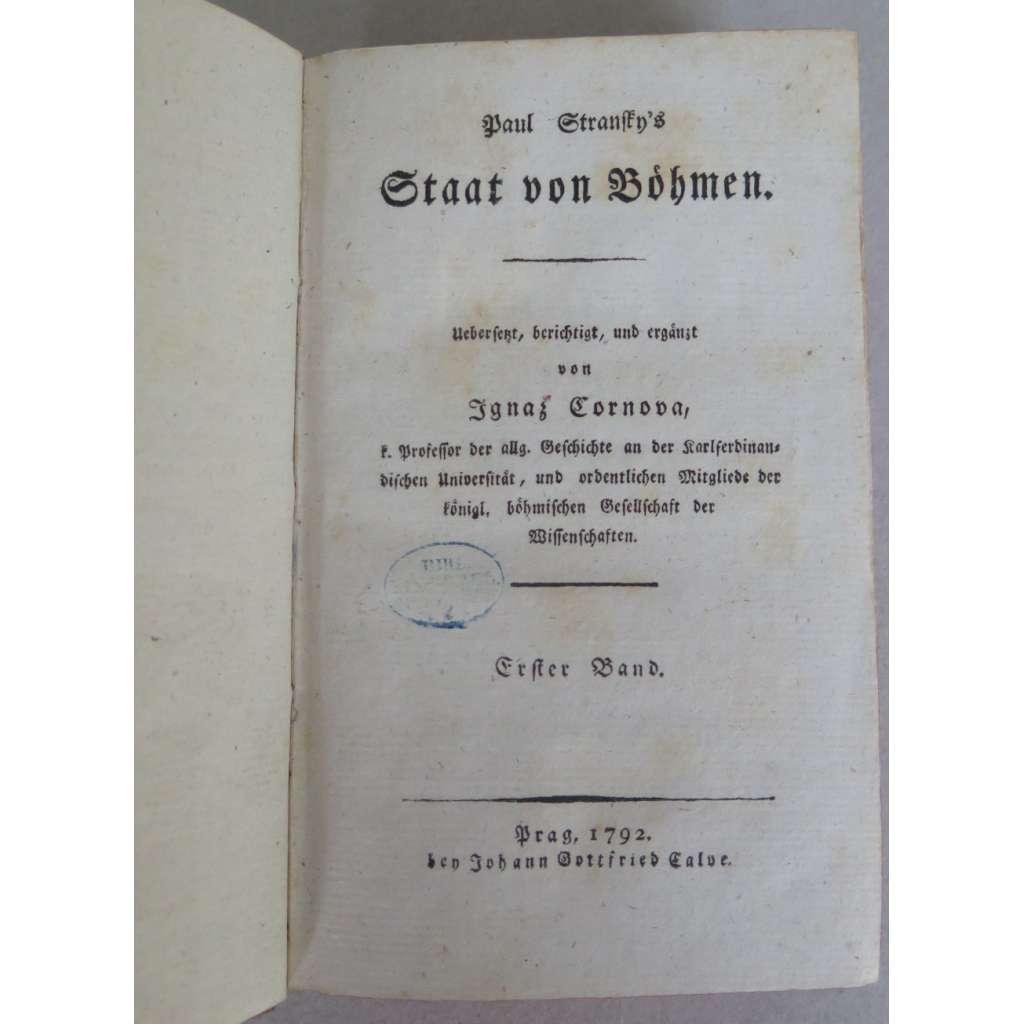 Paul Stransky's
Staat von Böhmen.
Uebersetzt, berichtigt, und ergänzt
von
Ignaz Cornova,
k. Professor der allg. Geschichte an der Karlferdinan-
dischen Universität, und ordentlichen Mitgliede der
königl. böhmischen Gesellschaft der
Wissenschaften.
Erster Band.
Prag, 1792.
bey Johann Gottfried Calve.